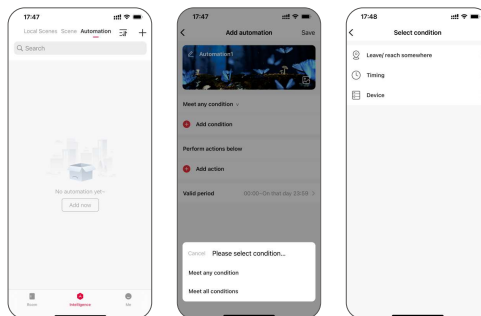 17:47
Local Scenes Scene Automation
Search
No automation yet~
Add now
Room
Intelligence
Me
17:47
Add automation
Save
Automation1
Meet any condition
Add condition
Perform actions below
Add action
Valid period 00:00-On that day 23:59
Cancel Please select condition...
Meet any condition
Meet all conditions
17:48
Select condition
Leave/ reach somewhere
Timing
Device